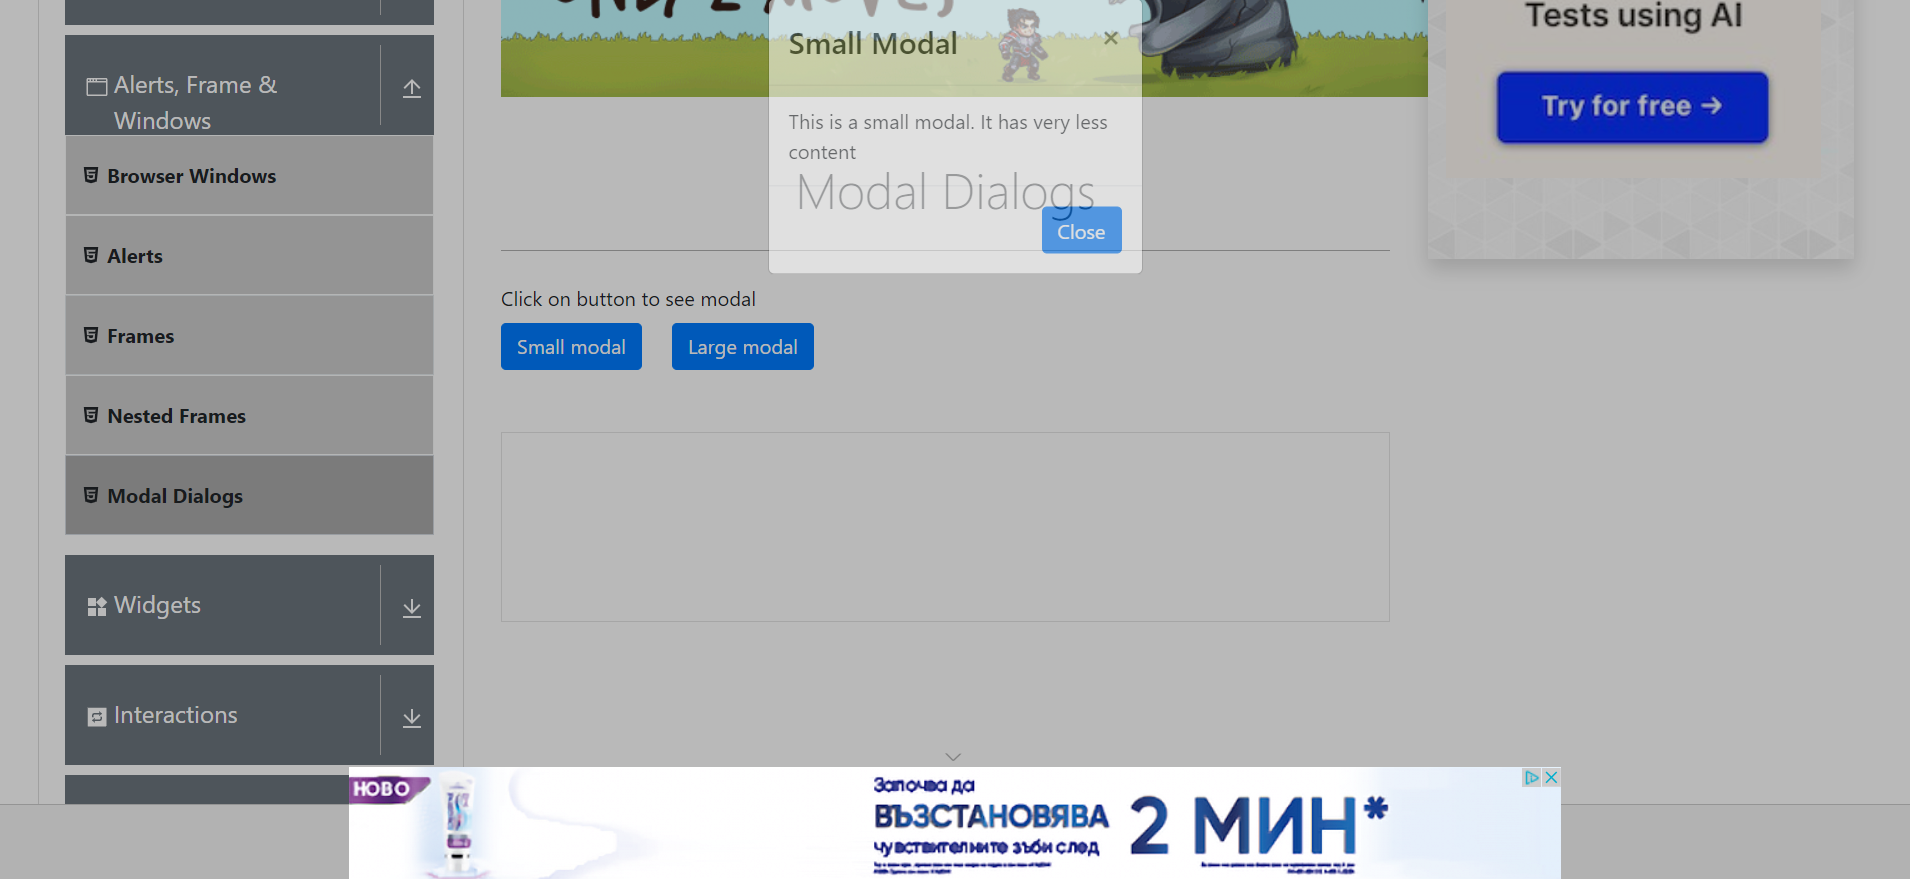 Alerts, Frame &
Windows
Browser Windows
Alerts
Frames
Nested Frames
Modal Dialogs
Widgets
Interactions
Small Modal
×
This is a small modal. It has very less
content
Modal Dialogs
Close
Click on button to see modal
Small modal
Large modal
Tests using AI
Try for free →
НОВО
Започва да
ВЪЗСТАНОВЯВА
чувствителните зъби след
2 МИН*